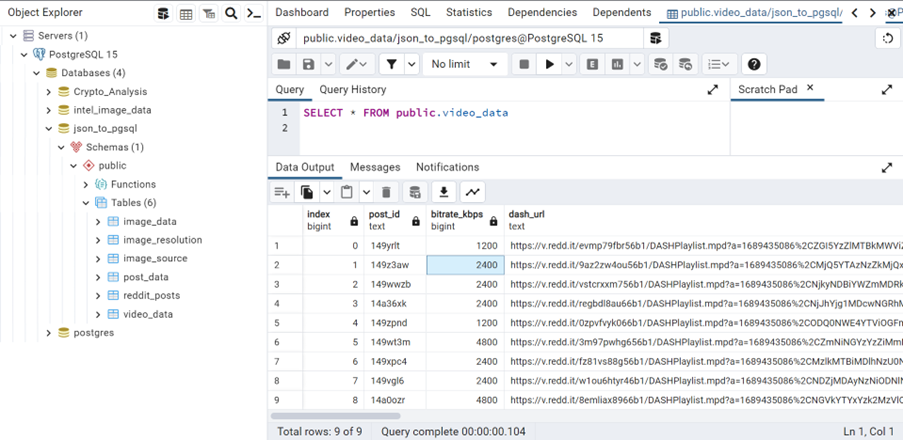 Object Explorer
Servers (1)
PostgreSQL 15
Databases (4)
Crypto_Analysis
intel_image_data
json_to_pgsql
Schemas (1)
public
Functions
Tables (6)
image_data
image_resolution
image_source
post_data
reddit_posts
video_data
postgres
Dashboard Properties SQL Statistics Dependencies Dependents public.video_data/json_to_pgsql/
public.video_data/json_to_pgsql/postgres@PostgreSQL 15
No limit
Query Query History Scratch Pad
1 SELECT * FROM public.video_data
2
Data Output Messages Notifications
index post_id bitrate_kbps dash_url
bigint text bigint text
1 0 149yrlt 1200 https://v.redd.it/evmp79fbr56b1/DASHPlaylist.mpd?a=1689435086%2CZGI5YzZlMTBkMWViZ
2 1 149z3aw 2400 https://v.redd.it/9az2zw4ou56b1/DASHPlaylist.mpd?a=1689435086%2CMjQ5YTAzNzZkMjQx
3 2 149wwzb 2400 https://v.redd.it/vstcrxxm756b1/DASHPlaylist.mpd?a=1689435086%2CNjkyNDBiYWZmMDRk
4 3 14a36xk 2400 https://v.redd.it/regbdl8au66b1/DASHPlaylist.mpd?a=1689435086%2CNjJhYjg1MDcwNGRhM
5 4 149zpnd 1200 https://v.redd.it/0zpvfvyk066b1/DASHPlaylist.mpd?a=1689435086%2CODQ0NWE4YTViOGFm
6 5 149wt3m 4800 https://v.redd.it/3m97pwhg656b1/DASHPlaylist.mpd?a=1689435086%2CZmNiNGYzYzZiMml
7 6 149xpc4 2400 https://v.redd.it/fz81vs88g56b1/DASHPlaylist.mpd?a=1689435086%2CMzlkMTBiMDlhNzU0N
8 7 149vgl6 2400 https://v.redd.it/w1ou6htyr46b1/DASHPlaylist.mpd?a=1689435086%2CNDZjMDAyNzNiODNlN
9 8 14a0ozr 4800 https://v.redd.it/8emliax8966b1/DASHPlaylist.mpd?a=1689435086%2CNGVkYTYxYzk2MzVlC
Total rows: 9 of 9 Query complete 00:00:00.104 Ln 1, Col 1